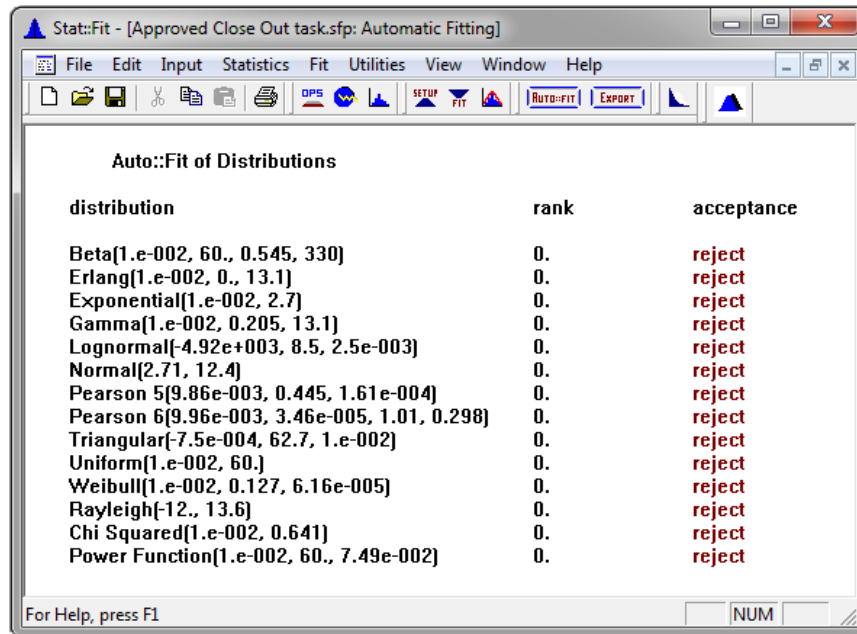 Stat::Fit - [Approved Close Out task.sfp: Automatic Fitting]
File Edit Input Statistics Fit Utilities View Window Help
OPS SETUP FIT AUTO::FIT EXPORT
Auto::Fit of Distributions
distribution rank acceptance
Beta(1.e-002, 60., 0.545, 330) 0. reject
Erlang(1.e-002, 0., 13.1) 0. reject
Exponential(1.e-002, 2.7) 0. reject
Gamma(1.e-002, 0.205, 13.1) 0. reject
Lognormal(-4.92e+003, 8.5, 2.5e-003) 0. reject
Normal(2.71, 12.4) 0. reject
Pearson 5(9.86e-003, 0.445, 1.61e-004) 0. reject
Pearson 6(9.96e-003, 3.46e-005, 1.01, 0.298) 0. reject
Triangular(-7.5e-004, 62.7, 1.e-002) 0. reject
Uniform(1.e-002, 60.) 0. reject
Weibull(1.e-002, 0.127, 6.16e-005) 0. reject
Rayleigh(-12., 13.6) 0. reject
Chi Squared(1.e-002, 0.641) 0. reject
Power Function(1.e-002, 60., 7.49e-002) 0. reject
For Help, press F1 NUM